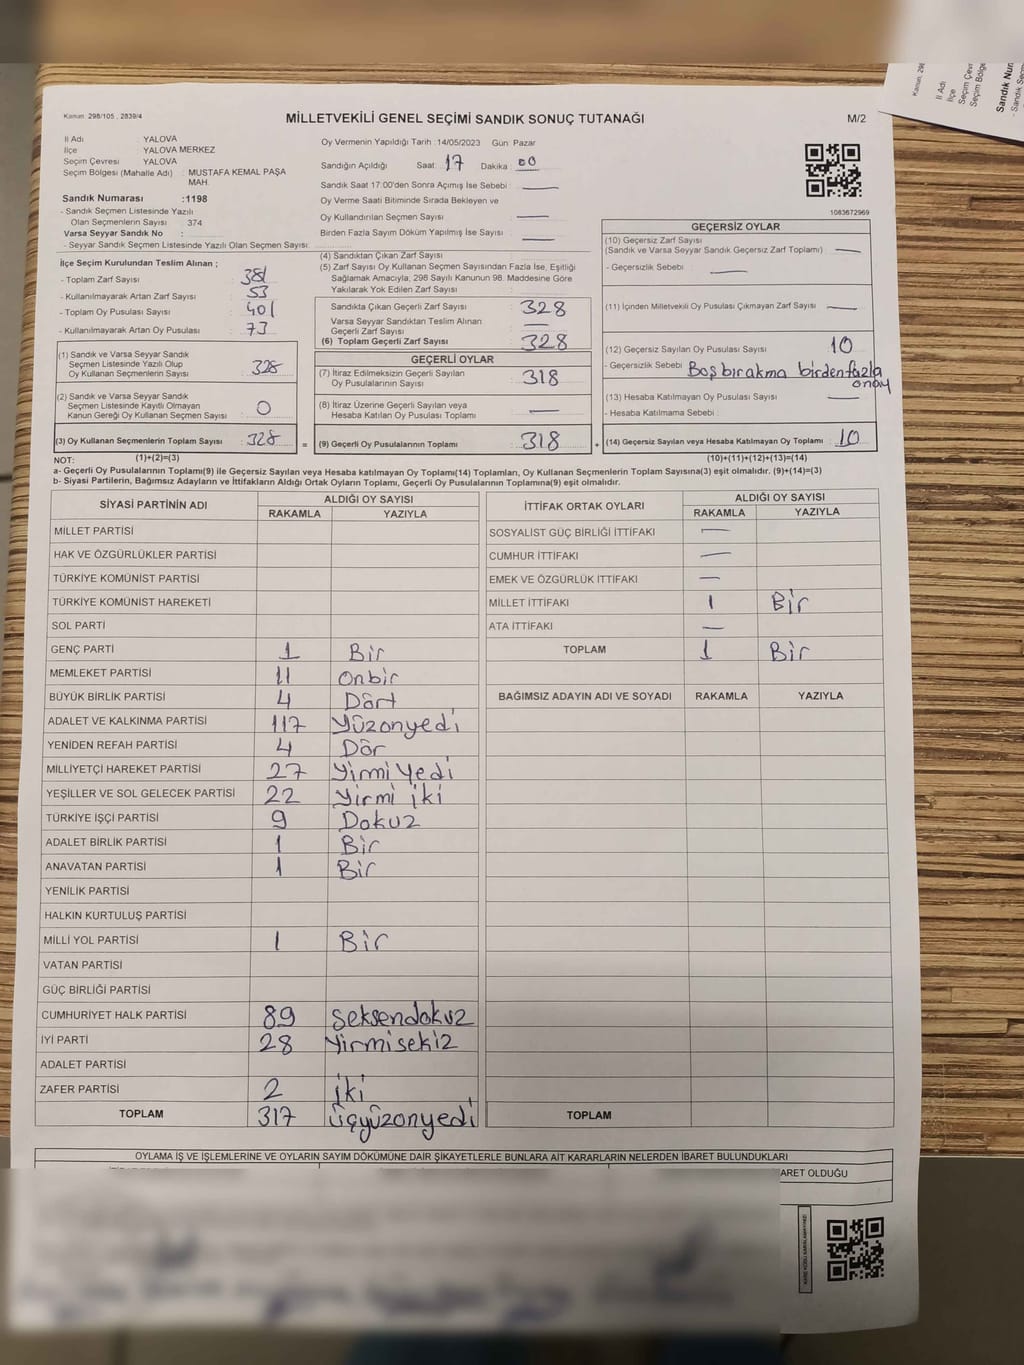 Kanun: 298/105 , 2839/4
MİLLETVEKİLİ GENEL SEÇİMİ SANDIK SONUÇ TUTANAĞI
M/2
İl Adı : YALOVA
İlçe : YALOVA MERKEZ
Seçim Çevresi : YALOVA
Seçim Bölgesi (Mahalle Adı) : MUSTAFA KEMAL PAŞA MAH.
Sandık Numarası :1198
- Sandık Seçmen Listesinde Yazılı
Olan Seçmenlerin Sayısı : 374
Varsa Seyyar Sandık No :
- Seyyar Sandık Seçmen Listesinde Yazılı Olan Seçmen Sayısı:
Oy Vermenin Yapıldığı Tarih :14/05/2023 Gün Pazar
Sandığın Açıldığı Saat: 17 Dakika : 00
Sandık Saat 17:00'den Sonra Açımış İse Sebebi : —
Oy Verme Saati Bitiminde Sırada Bekleyen ve
Oy Kullandırılan Seçmen Sayısı : —
Birden Fazla Sayım Döküm Yapılmış İse Sayısı : —
1083672969
İlçe Seçim Kurulundan Teslim Alınan ;
- Toplam Zarf Sayısı : 381
- Kullanılmayarak Artan Zarf Sayısı : 53
- Toplam Oy Pusulası Sayısı : 401
- Kullanılmayarak Artan Oy Pusulası : 73
(1) Sandık ve Varsa Seyyar Sandık
Seçmen Listesinde Yazılı Olup
Oy Kullanan Seçmenlerin Sayısı : 328
(2) Sandık ve Varsa Seyyar Sandık
Seçmen Listesinde Kayıtlı Olmayan
Kanun Gereği Oy Kullanan Seçmen Sayısı : 0
(3) Oy Kullanan Seçmenlerin Toplam Sayısı : 328
(1)+(2)=(3)
(4) Sandıktan Çıkan Zarf Sayısı :
(5) Zarf Sayısı Oy Kullanan Seçmen Sayısından Fazla İse, Eşitliği
Sağlamak Amacıyla, 298 Sayılı Kanunun 98. Maddesine Göre
Yakılarak Yok Edilen Zarf Sayısı :
Sandıkta Çıkan Geçerli Zarf Sayısı : 328
Varsa Seyyar Sandıktan Teslim Alınan
Geçerli Zarf Sayısı : —
(6) Toplam Geçerli Zarf Sayısı : 328
GEÇERLİ OYLAR
(7) İtiraz Edilmeksizin Geçerli Sayılan
Oy Pusulalarının Sayısı : 318
(8) İtiraz Üzerine Geçerli Sayılan veya
Hesaba Katılan Oy Pusulası Toplamı : —
= (9) Geçerli Oy Pusulalarının Toplamı : 318 +
GEÇERSİZ OYLAR
(10) Geçersiz Zarf Sayısı
(Sandık ve Varsa Seyyar Sandık Geçersiz Zarf Toplamı) : —
- Geçersizlik Sebebi : —
(11) İçinden Milletvekili Oy Pusulası Çıkmayan Zarf Sayısı : —
(12) Geçersiz Sayılan Oy Pusulası Sayısı : 10
- Geçersizlik Sebebi : Boş bırakma birden fazla
onay
(13) Hesaba Katılmayan Oy Pusulası Sayısı : —
- Hesaba Katılmama Sebebi :
(14) Geçersiz Sayılan veya Hesaba Katılmayan Oy Toplamı : 10
(10)+(11)+(12)+(13)=(14)
NOT:
a- Geçerli Oy Pusulalarının Toplamı(9) ile Geçersiz Sayılan veya Hesaba katılmayan Oy Toplamı(14) Toplamları, Oy Kullanan Seçmenlerin Toplam Sayısına(3) eşit olmalıdır. (9)+(14)=(3)
b- Siyasi Partilerin, Bağımsız Adayların ve İttifakların Aldığı Ortak Oyların Toplamı, Geçerli Oy Pusulalarının Toplamına(9) eşit olmalıdır.
SİYASİ PARTİNİN ADI ALDIĞI OY SAYISI
RAKAMLA YAZIYLA
MİLLET PARTİSİ
HAK VE ÖZGÜRLÜKLER PARTİSİ
TÜRKİYE KOMÜNİST PARTİSİ
TÜRKİYE KOMÜNİST HAREKETİ
SOL PARTİ
GENÇ PARTİ 1 Bir
MEMLEKET PARTİSİ 11 Onbir
BÜYÜK BİRLİK PARTİSİ 4 Dört
ADALET VE KALKINMA PARTİSİ 117 Yüzonyedi
YENİDEN REFAH PARTİSİ 4 Dör
MİLLİYETÇİ HAREKET PARTİSİ 27 Yirmi Yedi
YEŞİLLER VE SOL GELECEK PARTİSİ 22 Yirmi iki
TÜRKİYE İŞÇİ PARTİSİ 9 Dokuz
ADALET BİRLİK PARTİSİ 1 Bir
ANAVATAN PARTİSİ 1 Bir
YENİLİK PARTİSİ
HALKIN KURTULUŞ PARTİSİ
MİLLİ YOL PARTİSİ 1 Bir
VATAN PARTİSİ
GÜÇ BİRLİĞİ PARTİSİ
CUMHURİYET HALK PARTİSİ 89 Seksendokuz
İYİ PARTİ 28 Yirmisekiz
ADALET PARTİSİ
ZAFER PARTİSİ 2 İki
TOPLAM 317 Üçyüzonyedi
İTTİFAK ORTAK OYLARI ALDIĞI OY SAYISI
RAKAMLA YAZIYLA
SOSYALİST GÜÇ BİRLİĞİ İTTİFAKI —
CUMHUR İTTİFAKI —
EMEK VE ÖZGÜRLÜK İTTİFAKI —
MİLLET İTTİFAKI 1 Bir
ATA İTTİFAKI —
TOPLAM 1 Bir
BAĞIMSIZ ADAYIN ADI VE SOYADI RAKAMLA YAZIYLA
TOPLAM
OYLAMA İŞ VE İŞLEMLERİNE VE OYLARIN SAYIM DÖKÜMÜNE DAİR ŞİKAYETLERLE BUNLARA AİT KARARLARIN NELERDEN İBARET BULUNDUKLARI
ARET OLDUĞU
Kanun: 298
İl Adı
İlçe
Seçim Çevr
Seçim Bölge
Sandık Nur